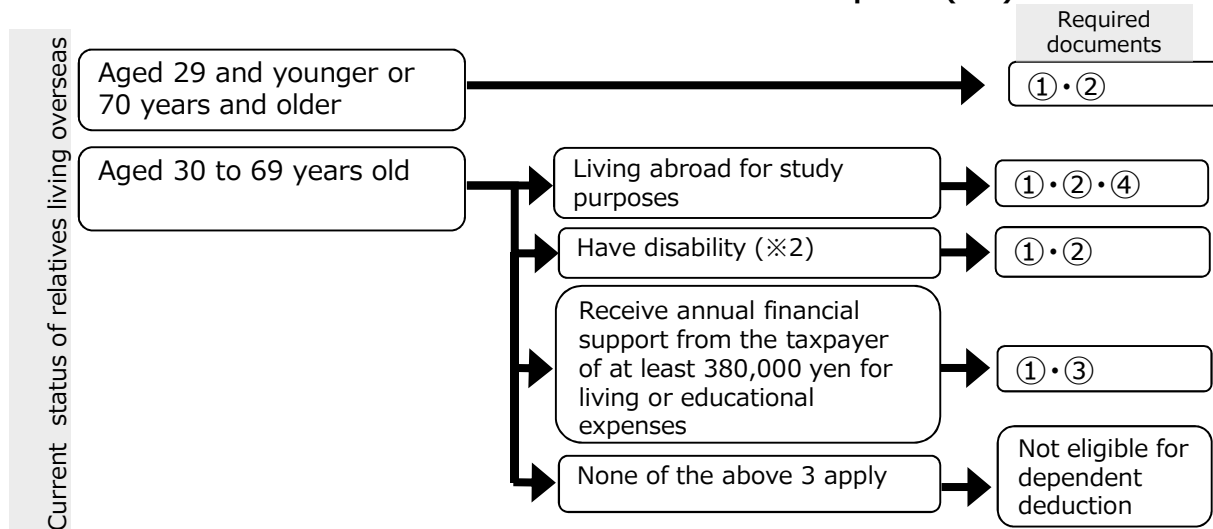 Required
documents
Current status of relatives living overseas
Aged 29 and younger or
70 years and older
①・②
Aged 30 to 69 years old
Living abroad for study
purposes
①・②・④
Have disability (※2)
①・②
Receive annual financial
support from the taxpayer
of at least 380,000 yen for
living or educational
expenses
①・③
None of the above 3 apply
Not eligible for
dependent
deduction